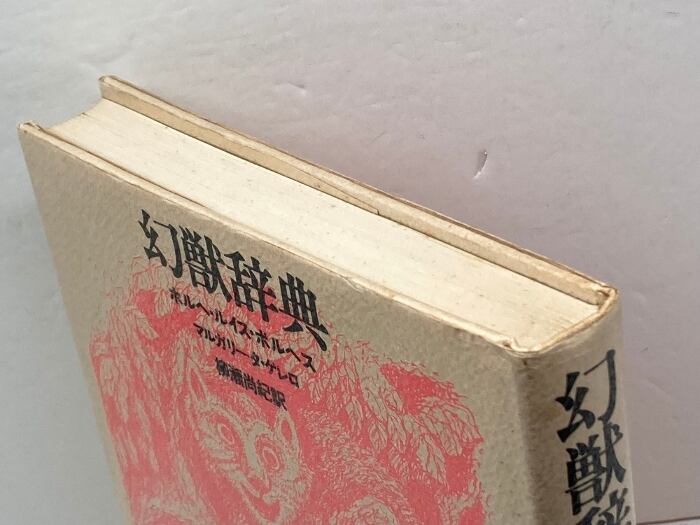 幻獣辞典
ホルヘ・ルイス・ボルヘス
マルガリータ・ゲレロ
柳瀬尚紀訳
幻獣辞